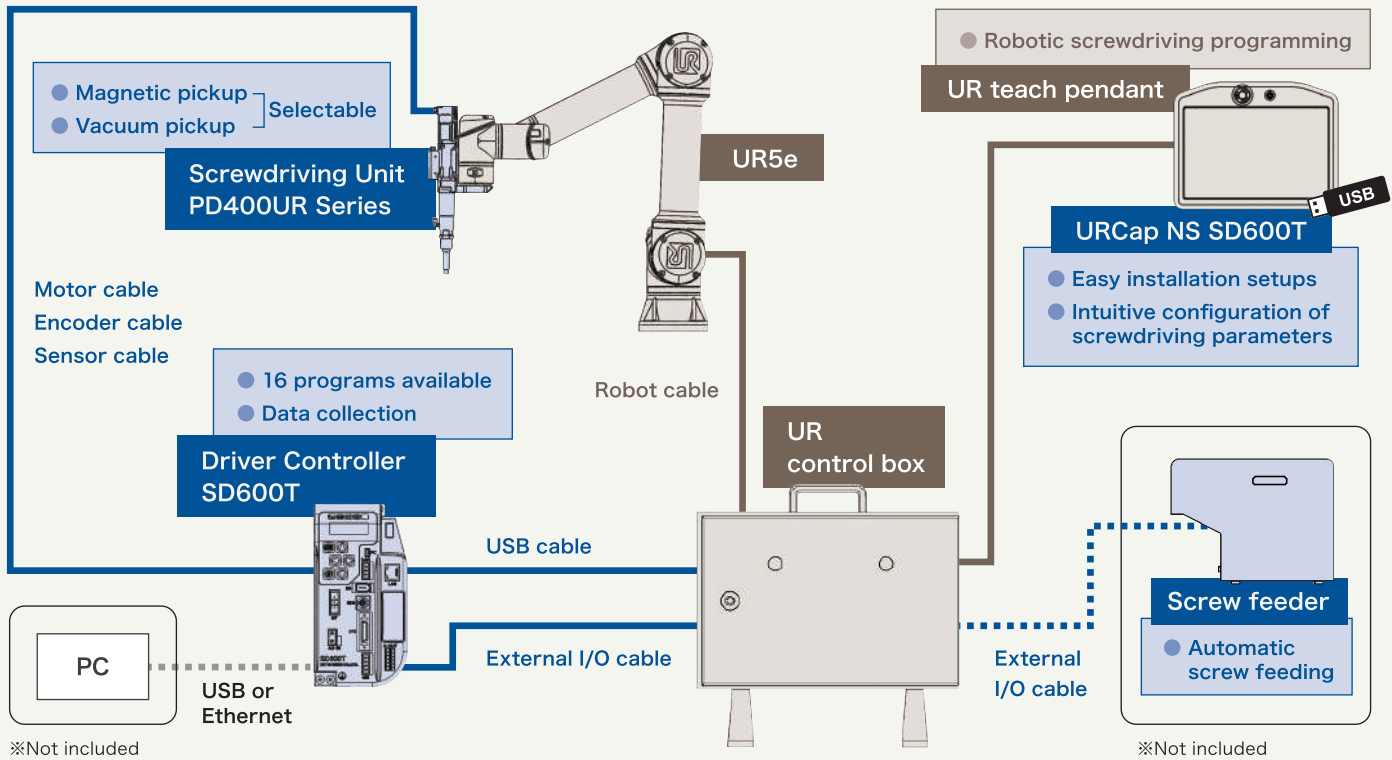 Magnetic pickup
Vacuum pickup
Selectable
Screwdriving Unit
PD400UR Series
UR
UR
UR5e
Robotic screwdriving programming
UR teach pendant
USB
URCap NS SD600T
Easy installation setups
Intuitive configuration of
screwdriving parameters
Motor cable
Encoder cable
Sensor cable
16 programs available
Data collection
Driver Controller
SD600T
Robot cable
UR
control box
USB cable
External I/O cable
SD600T
PC
USB or
Ethernet
※Not included
External
I/O cable
Screw feeder
Automatic
screw feeding
※Not included